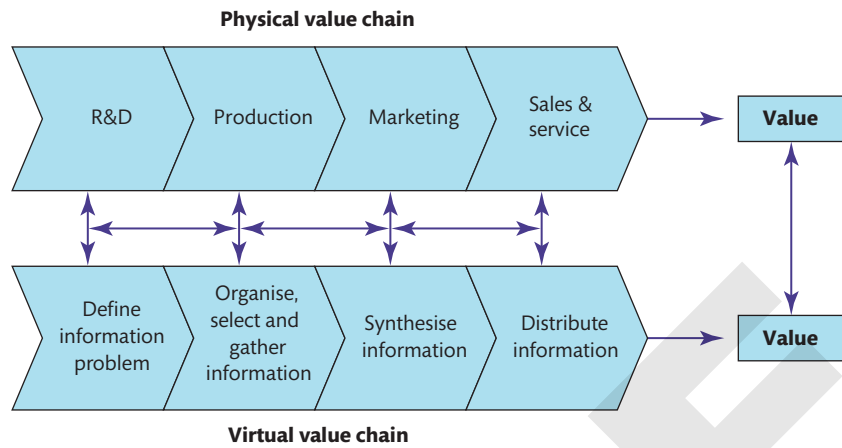 Physical value chain
R&D
Production
Marketing
Sales &
service
Value
Define
information
problem
Organise,
select and
gather
information
Synthesise
information
Distribute
information
Value
Virtual value chain